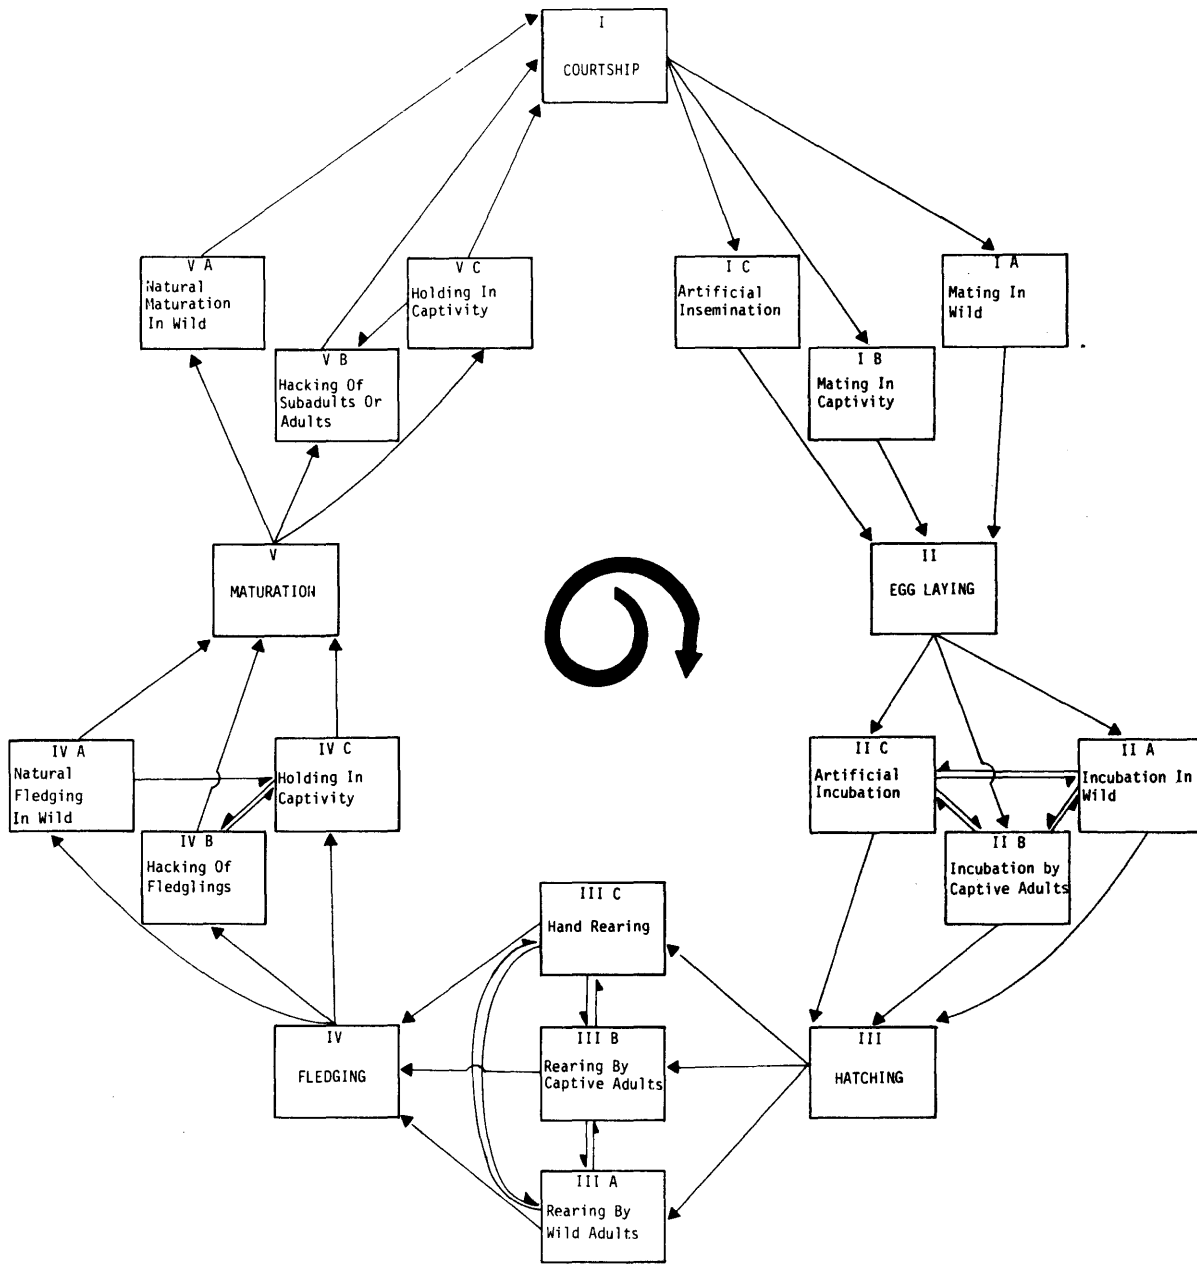 I
COURTSHIP
V A
Natural
Maturation
In Wild
V B
Hacking Of
Subadults Or
Adults
V C
Holding In
Captivity
I C
Artificial
Insemination
I B
Mating In
Captivity
I A
Mating In
Wild
V
MATURATION
II
EGG LAYING
IV A
Natural
Fledging
In Wild
IV B
Hacking Of
Fledglings
IV C
Holding In
Captivity
II C
Artificial
Incubation
II B
Incubation by
Captive Adults
II A
Incubation In
Wild
III C
Hand Rearing
IV
FLEDGING
III B
Rearing By
Captive Adults
III
HATCHING
III A
Rearing By
Wild Adults